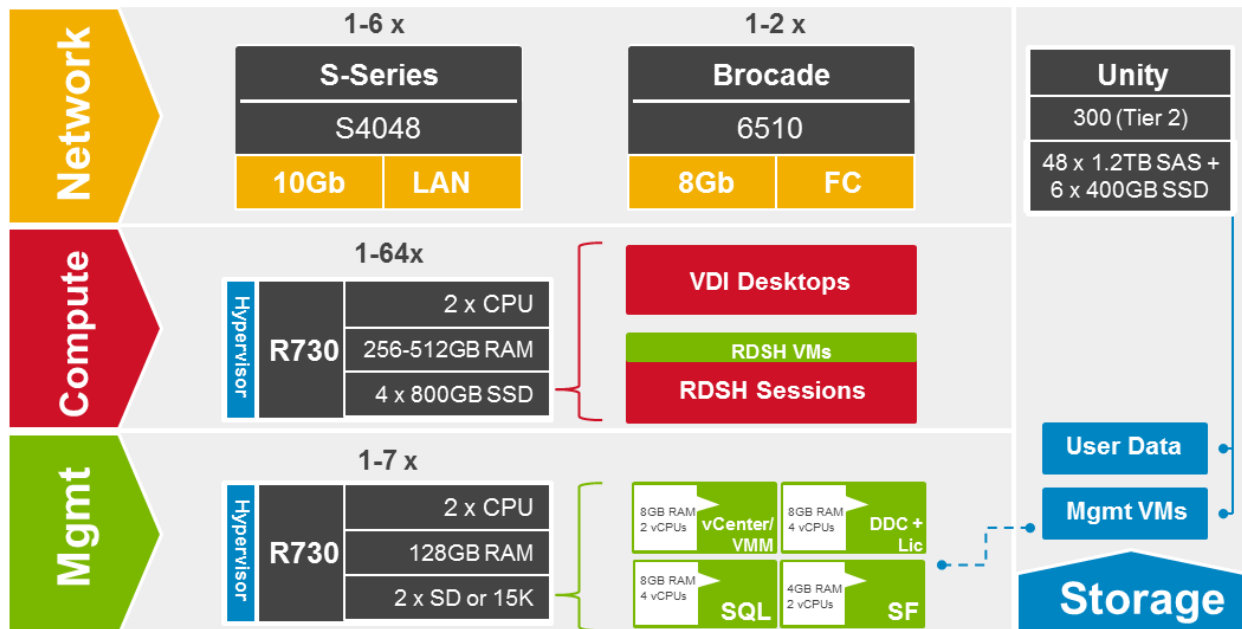 Network
1-6 x
S-Series
S4048
10Gb
LAN
1-2 x
Brocade
6510
8Gb
FC
Unity
300 (Tier 2)
48 x 1.2TB SAS +
6 x 400GB SSD
Compute
1-64x
Hypervisor
R730
2 x CPU
256-512GB RAM
4 x 800GB SSD
VDI Desktops
RDSH VMs
RDSH Sessions
Mgmt
1-7 x
Hypervisor
R730
2 x CPU
128GB RAM
2 x SD or 15K
8GB RAM
2 vCPUs
vCenter/
VMM
8GB RAM
4 vCPUs
DDC +
Lic
8GB RAM
4 vCPUs
SQL
4GB RAM
2 vCPUs
SF
User Data
Mgmt VMs
Storage